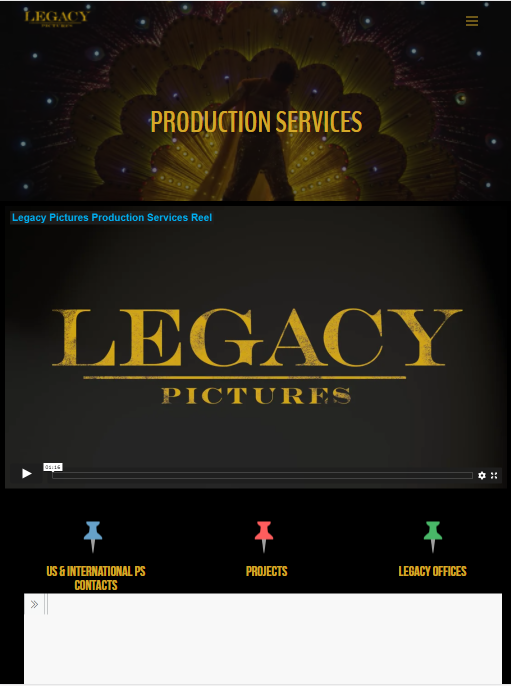 LEGACY
PICTURES
PRODUCTION SERVICES
Legacy Pictures Production Services Reel
LEGACY
PICTURES
01:16
US & INTERNATIONAL PS
CONTACTS
PROJECTS
LEGACY OFFICES